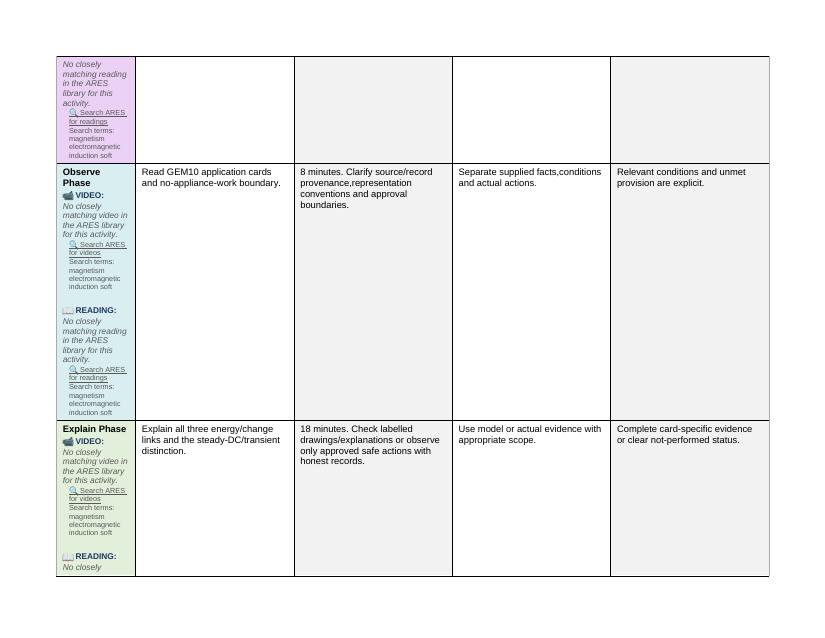 No closely
matching reading
in the ARES
library for this
activity.
🔍 Search ARES
for readings
Search terms:
magnetism
electromagnetic
induction soft
Observe
Phase
📹 VIDEO:
No closely
matching video in
the ARES library
for this activity.
🔍 Search ARES
for videos
Search terms:
magnetism
electromagnetic
induction soft
📖 READING:
No closely
matching reading
in the ARES
library for this
activity.
🔍 Search ARES
for readings
Search terms:
magnetism
electromagnetic
induction soft
Read GEM10 application cards
and no-appliance-work boundary.
8 minutes. Clarify source/record
provenance,representation
conventions and approval
boundaries.
Separate supplied facts,conditions
and actual actions.
Relevant conditions and unmet
provision are explicit.
Explain Phase
📹 VIDEO:
No closely
matching video in
the ARES library
for this activity.
🔍 Search ARES
for videos
Search terms:
magnetism
electromagnetic
induction soft
📖 READING:
No closely
Explain all three energy/change
links and the steady-DC/transient
distinction.
18 minutes. Check labelled
drawings/explanations or observe
only approved safe actions with
honest records.
Use model or actual evidence with
appropriate scope.
Complete card-specific evidence
or clear not-performed status.